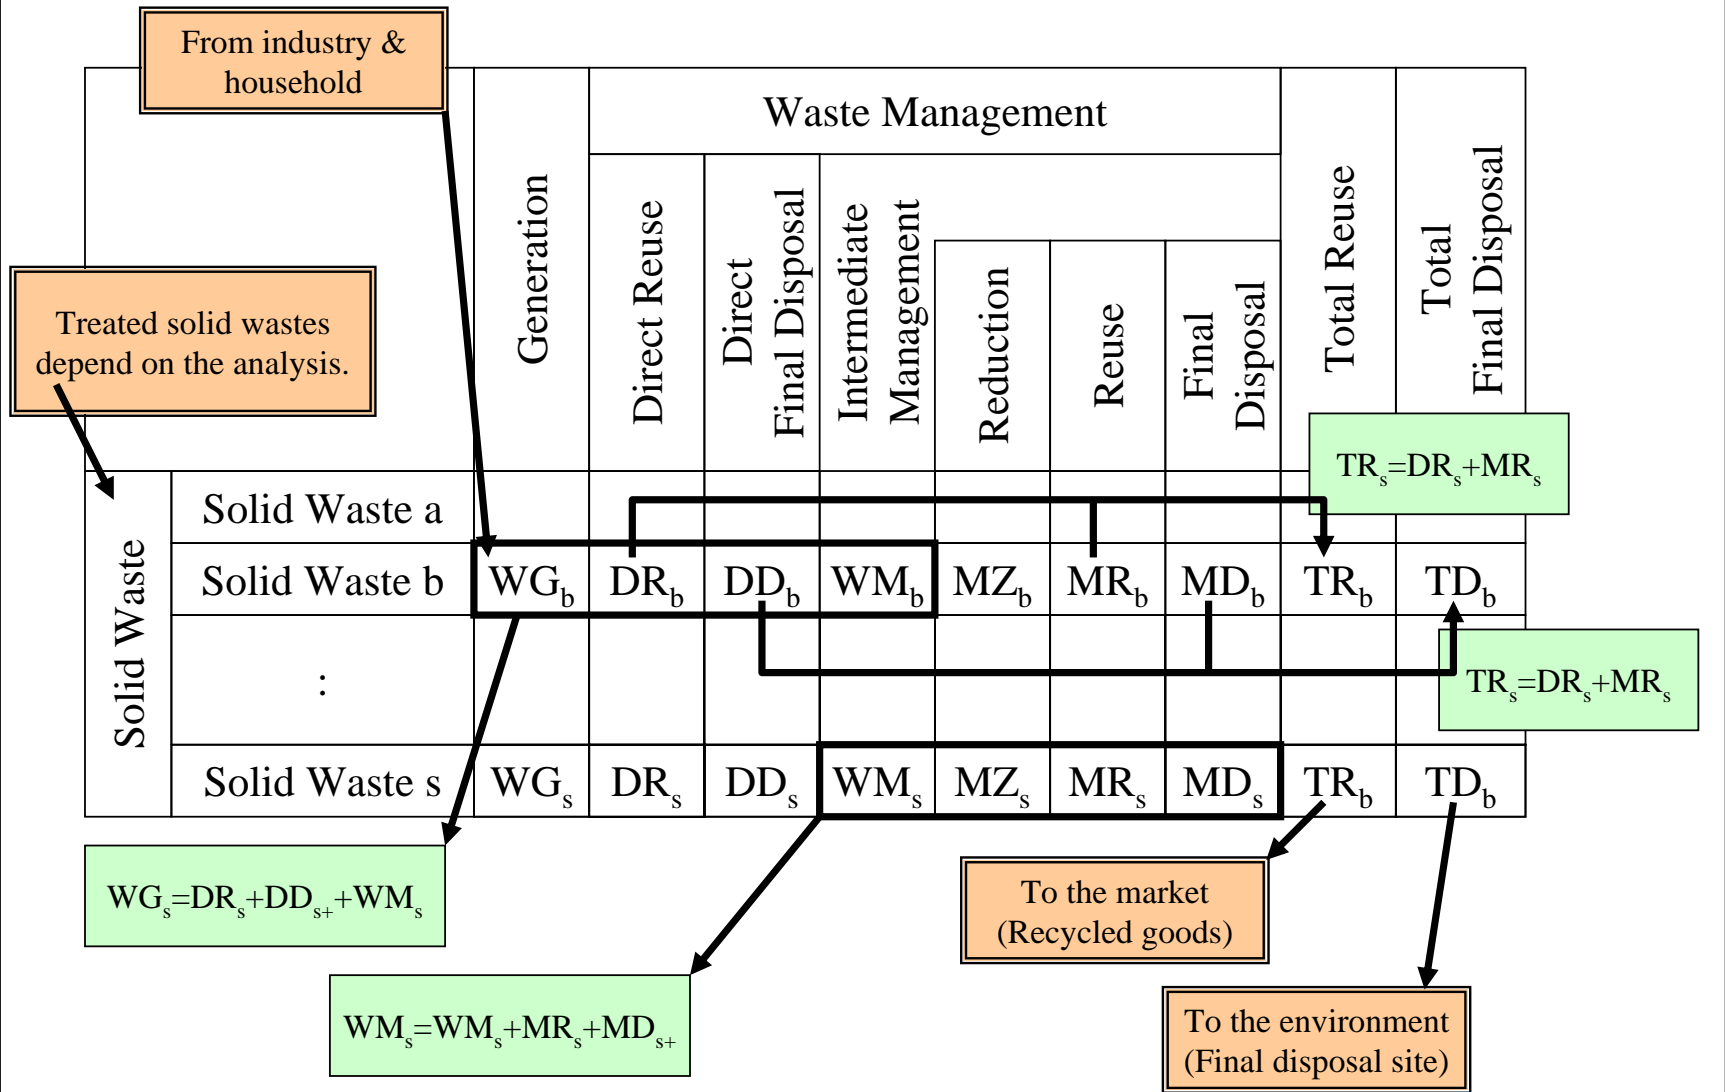 From industry &
household
Waste Management
Generation
Direct Reuse
Direct
Final Disposal
Intermediate
Management
Reduction
Reuse
Final
Disposal
Total Reuse
Total
Final Disposal
Treated solid wastes
depend on the analysis.
TRs=DRs+MRs
Solid Waste
Solid Waste a
Solid Waste b WGb DRb DDb WMb MZb MRb MDb TRb TDb
:
TRs=DRs+MRs
Solid Waste s WGs DRs DDs WMs MZs MRs MDs TRb TDb
WGs=DRs+DDs++WMs
To the market
(Recycled goods)
WMs=WMs+MRs+MDs+
To the environment
(Final disposal site)